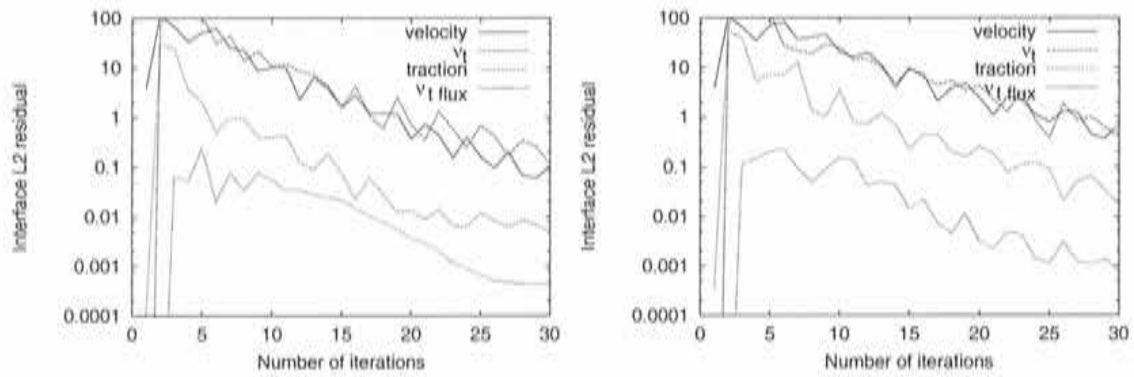 Interface L2 residual
100
10
1
0.1
0.01
0.001
0.0001
velocity
νt
traction
νt flux
0 5 10 15 20 25 30
Number of iterations
Interface L2 residual
100
10
1
0.1
0.01
0.001
0.0001
velocity
νt
traction
νt flux
0 5 10 15 20 25 30
Number of iterations